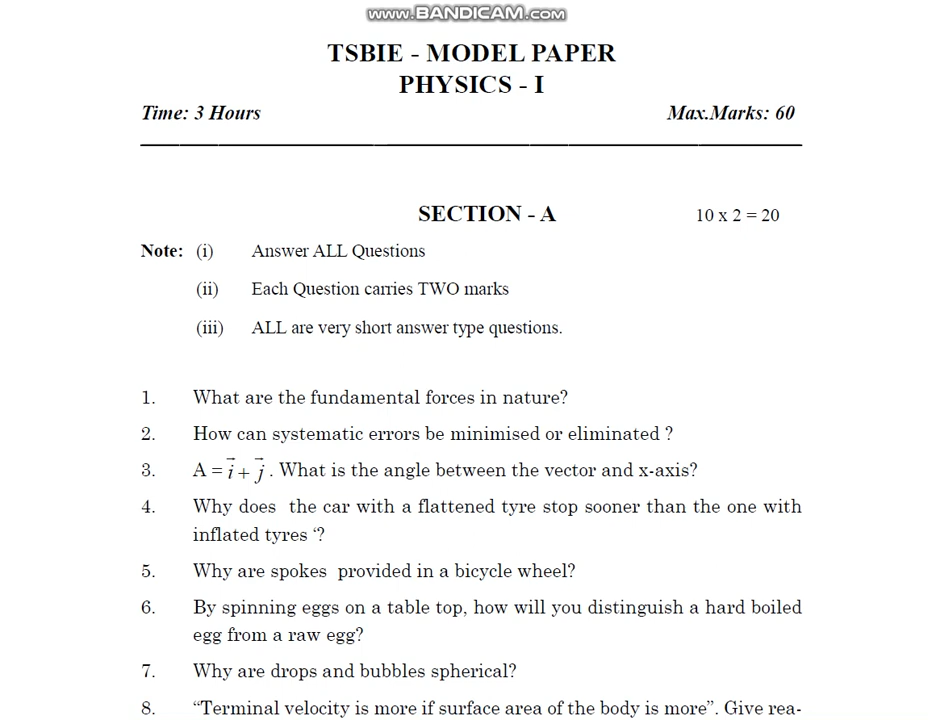 www.BANDICAM.com
TSBIE - MODEL PAPER
PHYSICS - I
Time: 3 Hours Max.Marks: 60
SECTION - A 10 x 2 = 20
Note: (i) Answer ALL Questions
(ii) Each Question carries TWO marks
(iii) ALL are very short answer type questions.
1. What are the fundamental forces in nature?
2. How can systematic errors be minimised or eliminated ?
3. A = i⃗ + j⃗ . What is the angle between the vector and x-axis?
4. Why does the car with a flattened tyre stop sooner than the one with
inflated tyres ‘?
5. Why are spokes provided in a bicycle wheel?
6. By spinning eggs on a table top, how will you distinguish a hard boiled
egg from a raw egg?
7. Why are drops and bubbles spherical?
8. “Terminal velocity is more if surface area of the body is more”. Give rea-